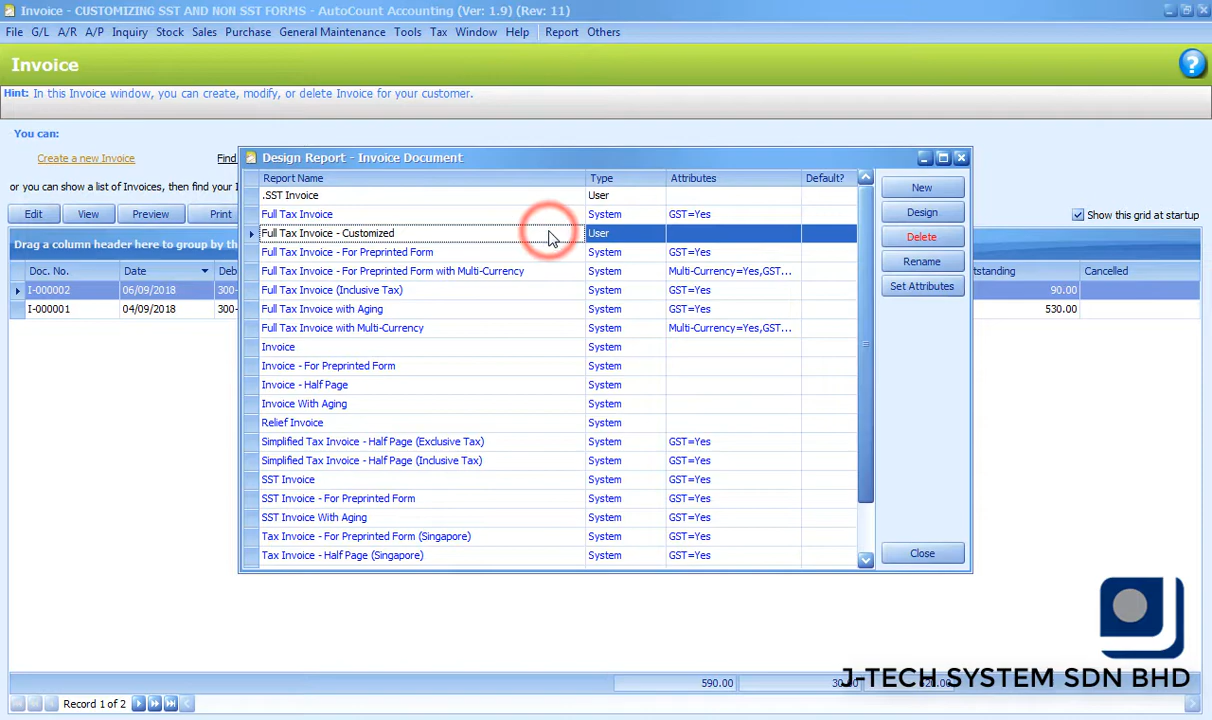 Invoice - CUSTOMIZING SST AND NON SST FORMS - AutoCount Accounting (Ver: 1.9) (Rev: 11)
File G/L A/R A/P Inquiry Stock Sales Purchase General Maintenance Tools Tax Window Help Report Others
Invoice
?
Hint: In this Invoice window, you can create, modify, or delete Invoice for your customer.
You can:
Create a new Invoice Find
or you can show a list of Invoices, then find your I
Edit View Preview Print
Show this grid at startup
Drag a column header here to group by th
Doc. No. Date Deb standing Cancelled
I-000002 06/09/2018 300- 90.00
I-000001 04/09/2018 300- 530.00
Design Report - Invoice Document
Report Name Type Attributes Default?
.SST Invoice User
Full Tax Invoice System GST=Yes
Full Tax Invoice - Customized User
Full Tax Invoice - For Preprinted Form System GST=Yes
Full Tax Invoice - For Preprinted Form with Multi-Currency System Multi-Currency=Yes,GST...
Full Tax Invoice (Inclusive Tax) System GST=Yes
Full Tax Invoice with Aging System GST=Yes
Full Tax Invoice with Multi-Currency System Multi-Currency=Yes,GST...
Invoice System
Invoice - For Preprinted Form System
Invoice - Half Page System
Invoice With Aging System
Relief Invoice System
Simplified Tax Invoice - Half Page (Exclusive Tax) System GST=Yes
Simplified Tax Invoice - Half Page (Inclusive Tax) System GST=Yes
SST Invoice System GST=Yes
SST Invoice - For Preprinted Form System GST=Yes
SST Invoice With Aging System GST=Yes
Tax Invoice - For Preprinted Form (Singapore) System GST=Yes
Tax Invoice - Half Page (Singapore) System GST=Yes
New
Design
Delete
Rename
Set Attributes
Close
J-TECH SYSTEM SDN BHD
590.00 30.
Record 1 of 2